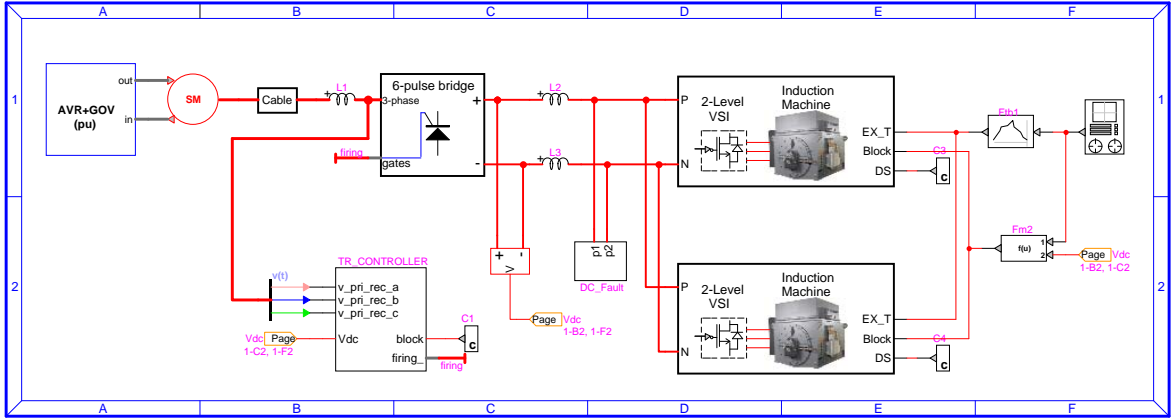 A B C D E F
1
AVR+GOV
(pu)
out
in
SM
Cable
L1
6-pulse bridge
3-phase
+
-
firing
gates
L2
L3
P
N
2-Level
VSI
Induction
Machine
EX_T
Block
DS
C3
c
Ftb1
1
2
TR_CONTROLLER
v(t)
v_pri_rec_a
v_pri_rec_b
v_pri_rec_c
Vdc
Page
Vdc
1-C2, 1-F2
block
firing_
C1
c
firing
+ -
V
Page
Vdc
1-B2, 1-F2
p1
p2
DC_Fault
P
N
2-Level
VSI
Induction
Machine
EX_T
Block
DS
C4
c
Fm2
f(u)
1
2
Page
Vdc
1-B2, 1-C2
2
A B C D E F